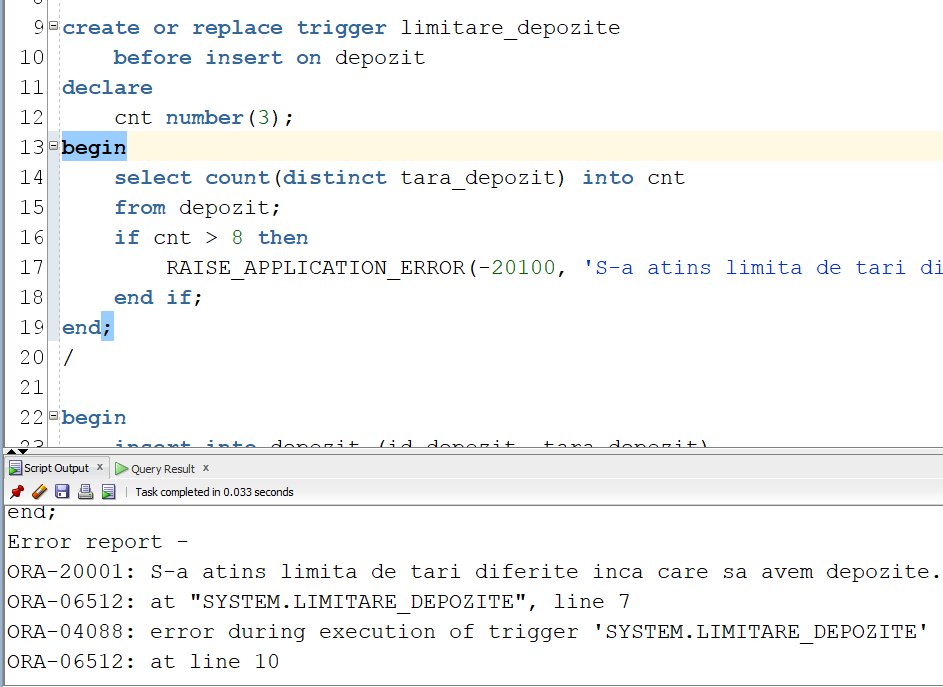 9 create or replace trigger limitare_depozite
10 before insert on depozit
11 declare
12 cnt number(3);
13 begin
14 select count(distinct tara_depozit) into cnt
15 from depozit;
16 if cnt > 8 then
17 RAISE_APPLICATION_ERROR(-20100, 'S-a atins limita de tari di
18 end if;
19 end;
20 /
21
22 begin
23 insert into depozit (id_depozit, tara_depozit)
Script Output x Query Result x
Task completed in 0.033 seconds
end;
Error report -
ORA-20001: S-a atins limita de tari diferite inca care sa avem depozite.
ORA-06512: at "SYSTEM.LIMITARE_DEPOZITE", line 7
ORA-04088: error during execution of trigger 'SYSTEM.LIMITARE_DEPOZITE'
ORA-06512: at line 10